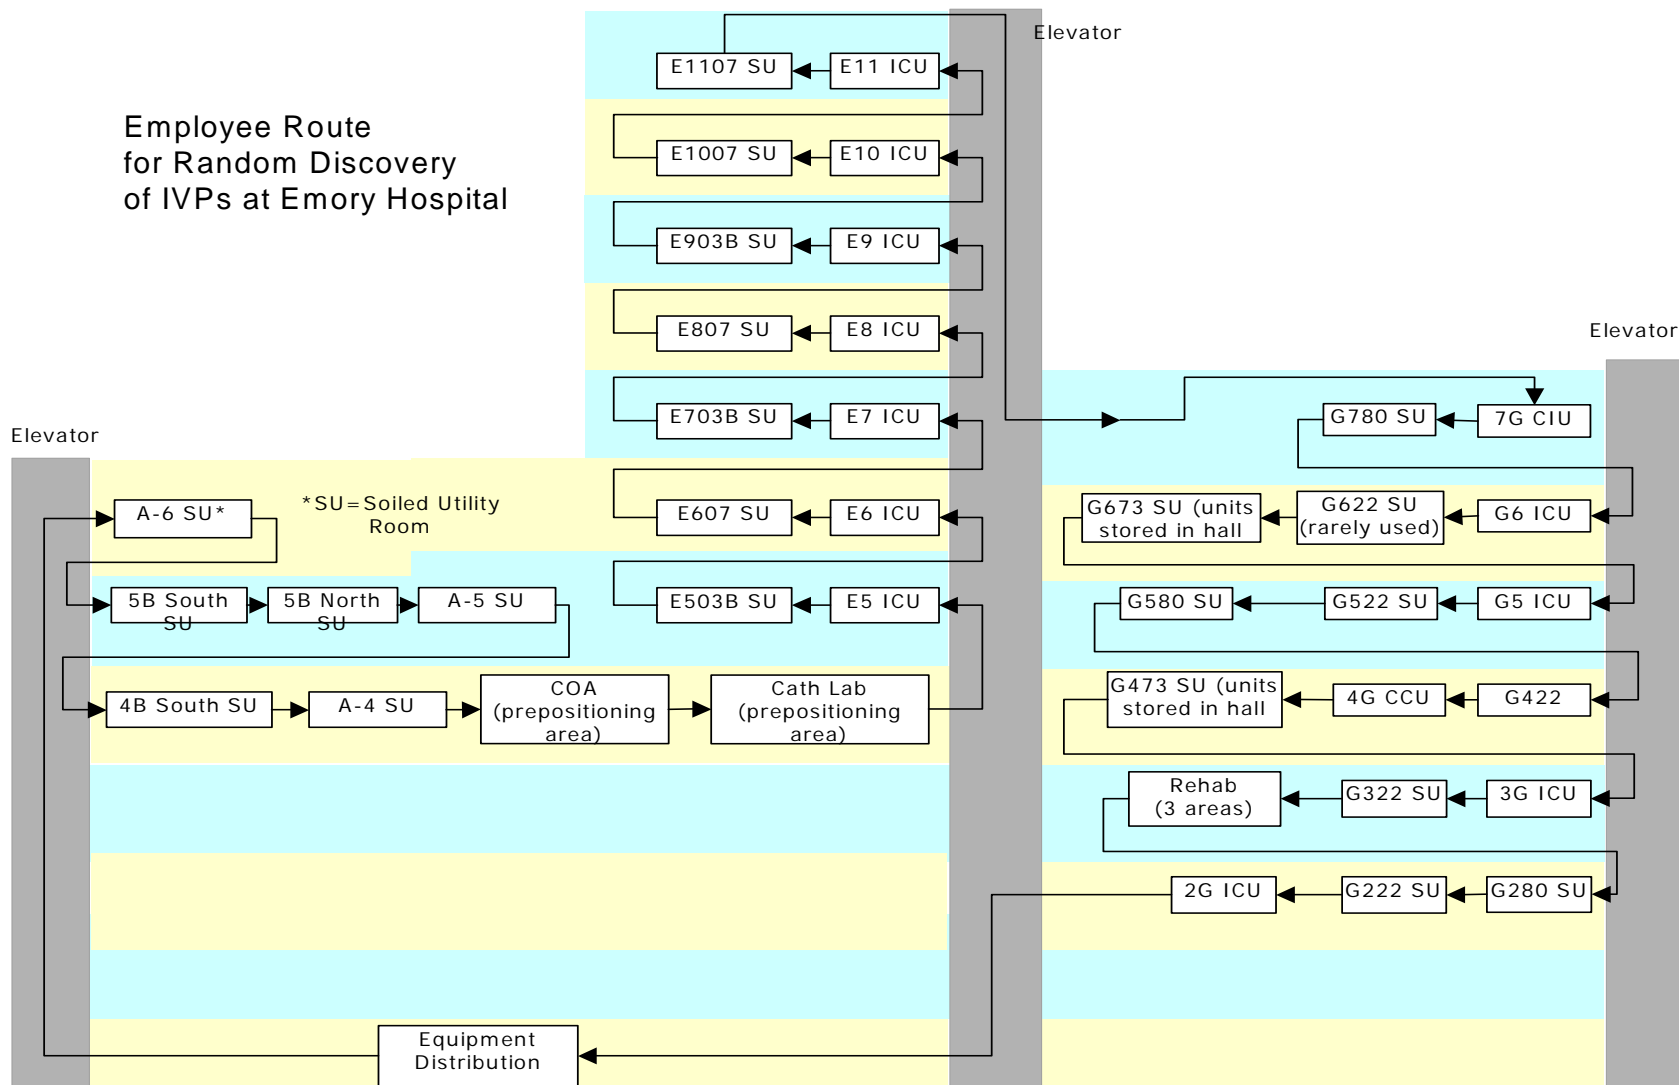 Elevator
E1107 SU
E11 ICU
Employee Route
for Random Discovery
of IVPs at Emory Hospital
E1007 SU
E10 ICU
E903B SU
E9 ICU
E807 SU
E8 ICU
Elevator
E703B SU
E7 ICU
G780 SU
7G CIU
Elevator
A-6 SU*
*SU=Soiled Utility
Room
E607 SU
E6 ICU
G673 SU (units
stored in hall
G622 SU
(rarely used)
G6 ICU
5B South
SU
5B North
SU
A-5 SU
E503B SU
E5 ICU
G580 SU
G522 SU
G5 ICU
4B South SU
A-4 SU
COA
(prepositioning
area)
Cath Lab
(prepositioning
area)
G473 SU (units
stored in hall
4G CCU
G422
Rehab
(3 areas)
G322 SU
3G ICU
2G ICU
G222 SU
G280 SU
Equipment
Distribution